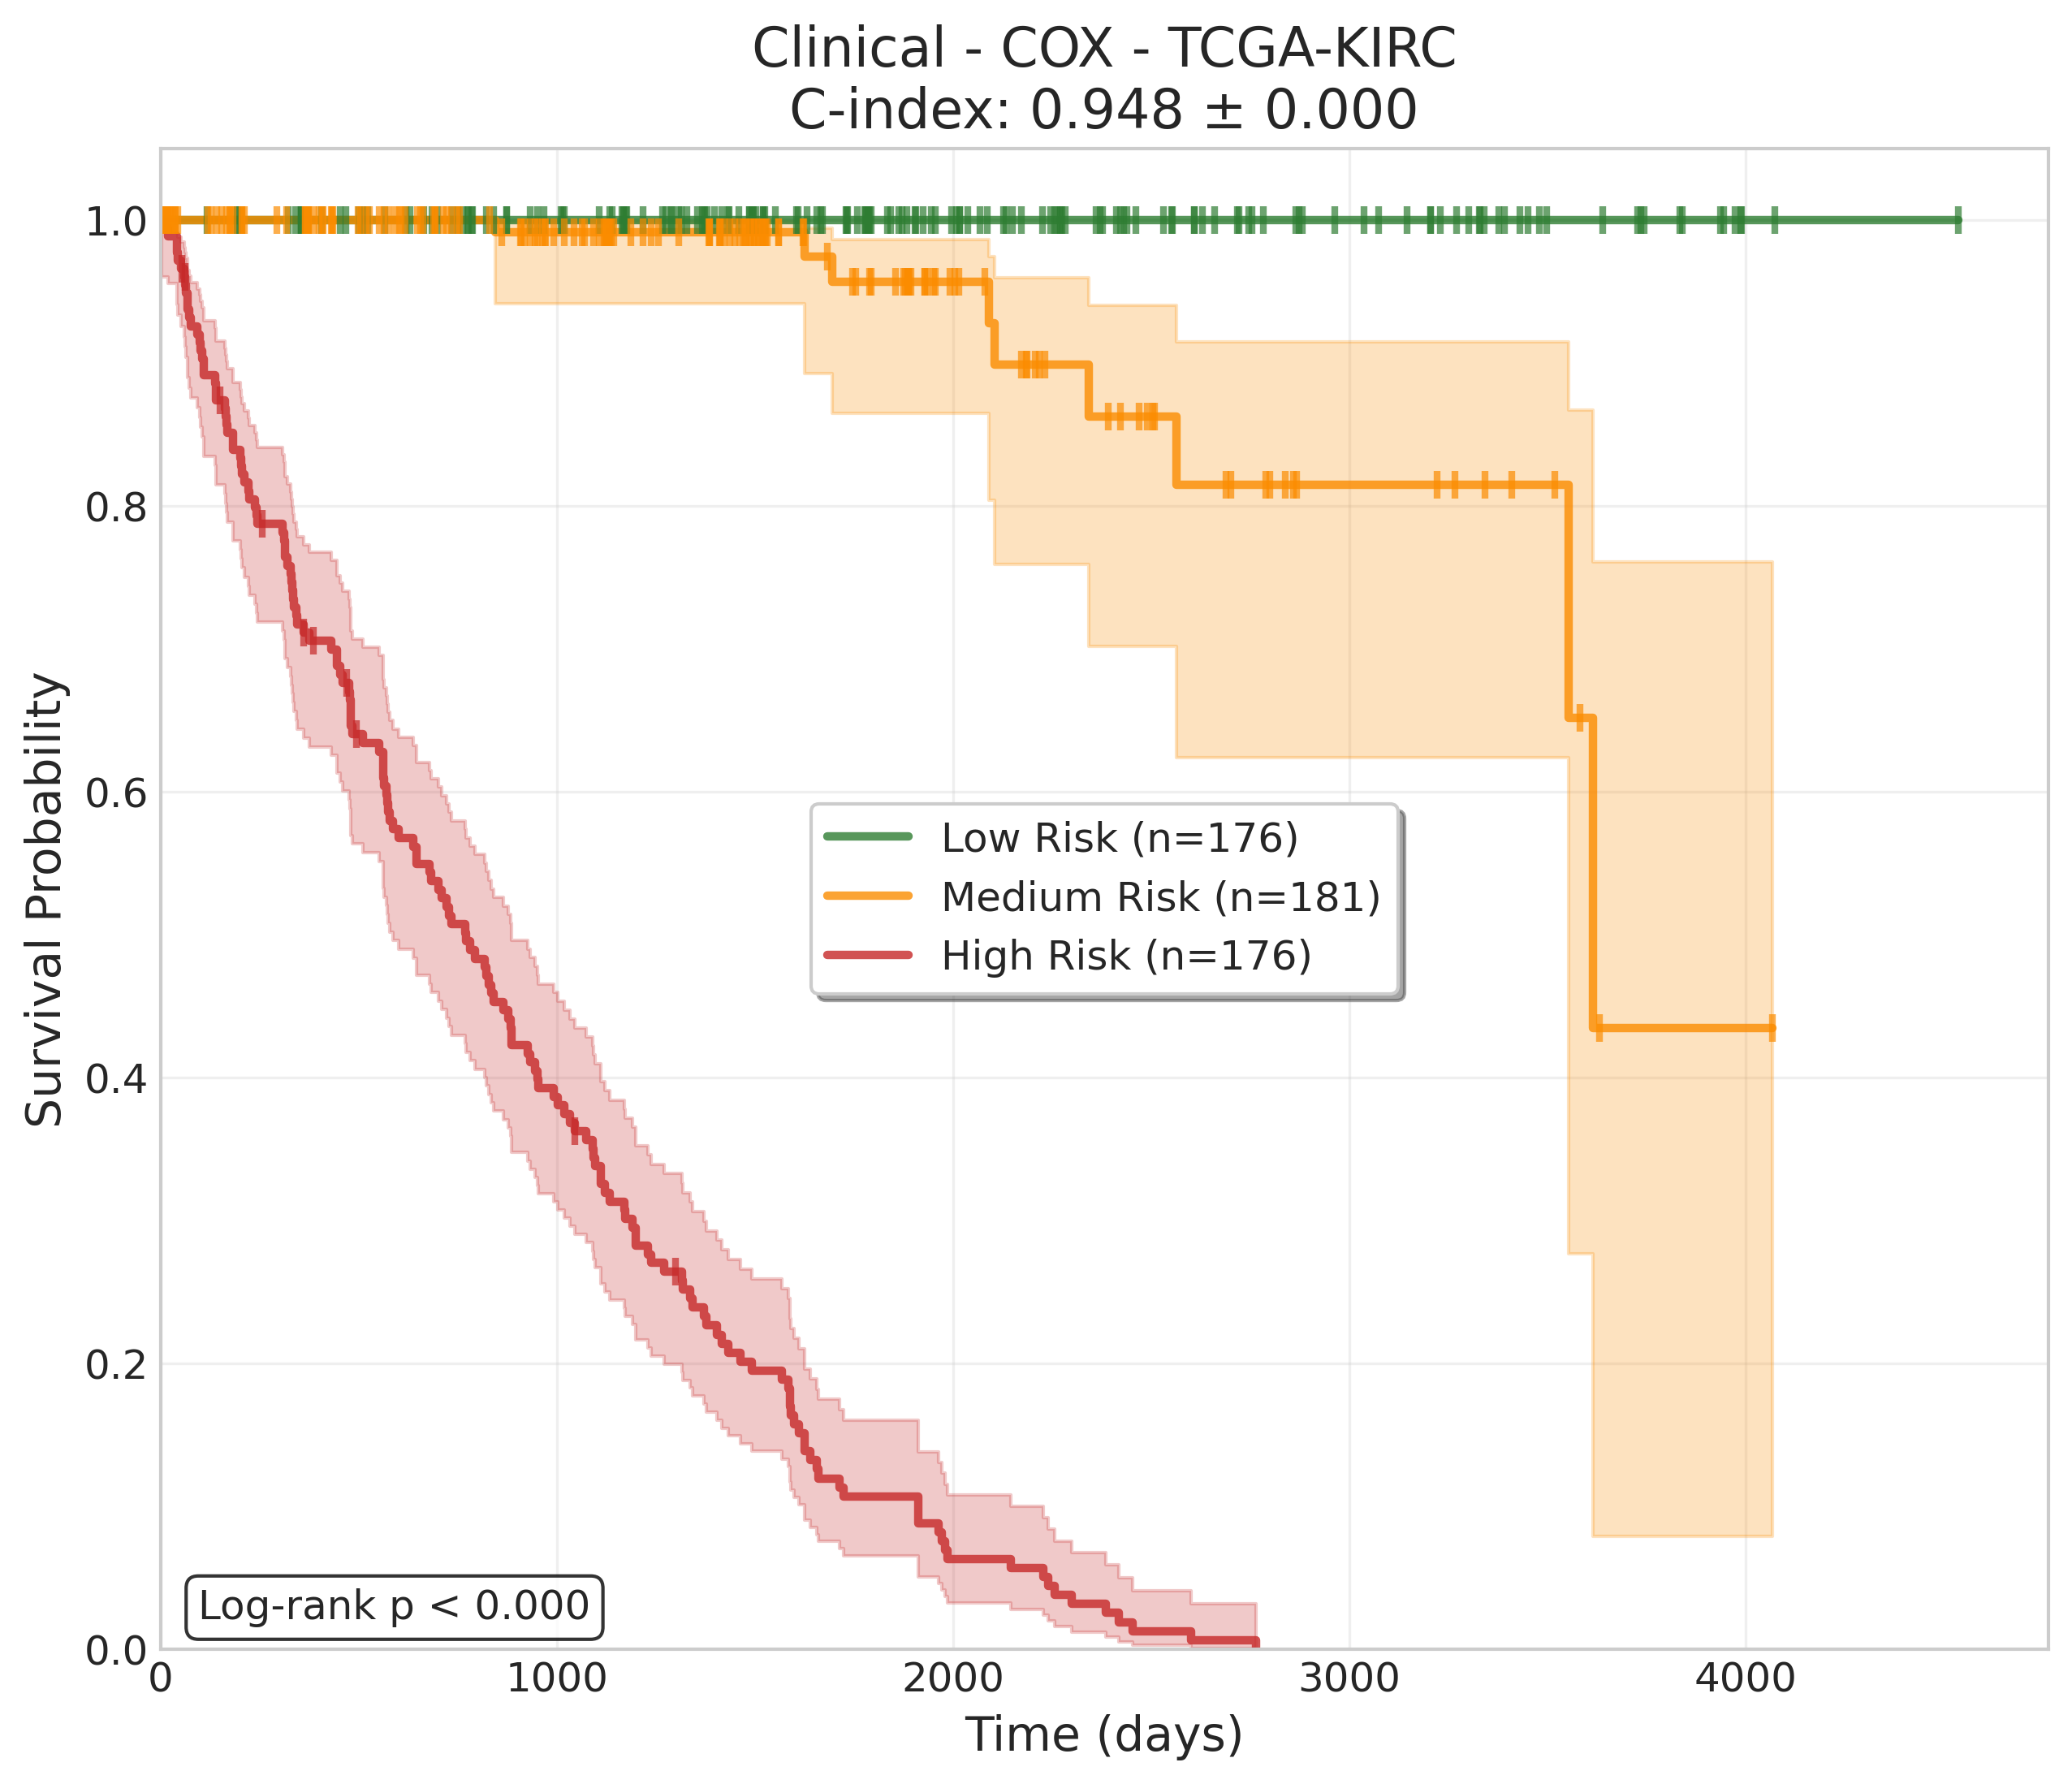 Clinical - COX - TCGA-KIRC
C-index: 0.948 ± 0.000
Survival Probability
1.0
0.8
0.6
0.4
0.2
0.0
Low Risk (n=176)
Medium Risk (n=181)
High Risk (n=176)
Log-rank p < 0.000
0 1000 2000 3000 4000
Time (days)